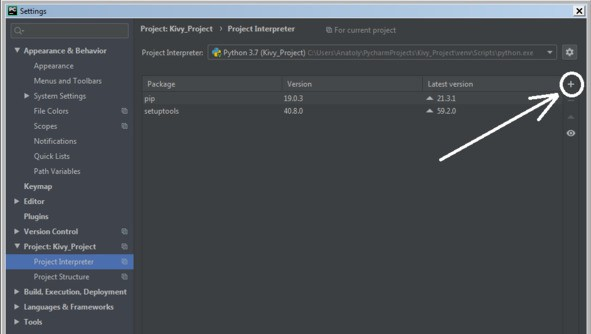 Settings
Project: Kivy_Project › Project Interpreter For current project
Project Interpreter: Python 3.7 (Kivy_Project) C:\Users\Anatoly\PycharmProjects\Kivy_Project\venv\Scripts\python.exe
Appearance & Behavior
Appearance
Menus and Toolbars
System Settings
File Colors
Scopes
Notifications
Quick Lists
Path Variables
Keymap
Editor
Plugins
Version Control
Project: Kivy_Project
Project Interpreter
Project Structure
Build, Execution, Deployment
Languages & Frameworks
Tools
Package Version Latest version
pip 19.0.3 21.3.1
setuptools 40.8.0 59.2.0